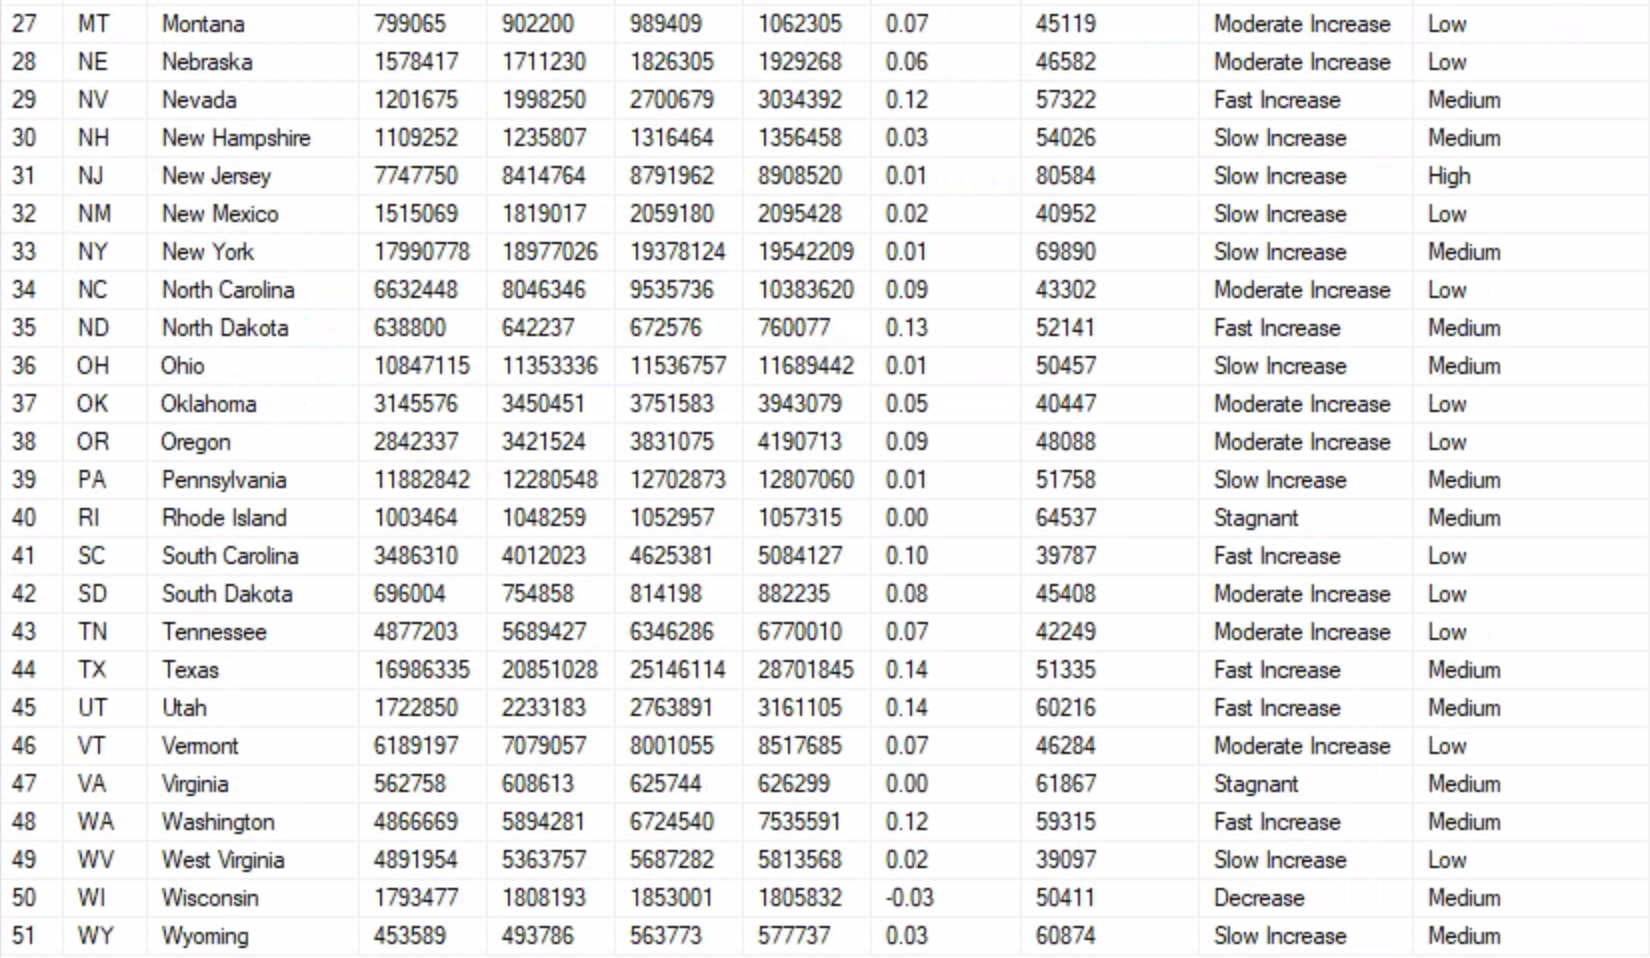 27 MT Montana 799065 902200 989409 1062305 0.07 45119 Moderate Increase Low
28 NE Nebraska 1578417 1711230 1826305 1929268 0.06 46582 Moderate Increase Low
29 NV Nevada 1201675 1998250 2700679 3034392 0.12 57322 Fast Increase Medium
30 NH New Hampshire 1109252 1235807 1316464 1356458 0.03 54026 Slow Increase Medium
31 NJ New Jersey 7747750 8414764 8791962 8908520 0.01 80584 Slow Increase High
32 NM New Mexico 1515069 1819017 2059180 2095428 0.02 40952 Slow Increase Low
33 NY New York 17990778 18977026 19378124 19542209 0.01 69890 Slow Increase Medium
34 NC North Carolina 6632448 8046346 9535736 10383620 0.09 43302 Moderate Increase Low
35 ND North Dakota 638800 642237 672576 760077 0.13 52141 Fast Increase Medium
36 OH Ohio 10847115 11353336 11536757 11689442 0.01 50457 Slow Increase Medium
37 OK Oklahoma 3145576 3450451 3751583 3943079 0.05 40447 Moderate Increase Low
38 OR Oregon 2842337 3421524 3831075 4190713 0.09 48088 Moderate Increase Low
39 PA Pennsylvania 11882842 12280548 12702873 12807060 0.01 51758 Slow Increase Medium
40 RI Rhode Island 1003464 1048259 1052957 1057315 0.00 64537 Stagnant Medium
41 SC South Carolina 3486310 4012023 4625381 5084127 0.10 39787 Fast Increase Low
42 SD South Dakota 696004 754858 814198 882235 0.08 45408 Moderate Increase Low
43 TN Tennessee 4877203 5689427 6346286 6770010 0.07 42249 Moderate Increase Low
44 TX Texas 16986335 20851028 25146114 28701845 0.14 51335 Fast Increase Medium
45 UT Utah 1722850 2233183 2763891 3161105 0.14 60216 Fast Increase Medium
46 VT Vermont 6189197 7079057 8001055 8517685 0.07 46284 Moderate Increase Low
47 VA Virginia 562758 608613 625744 626299 0.00 61867 Stagnant Medium
48 WA Washington 4866669 5894281 6724540 7535591 0.12 59315 Fast Increase Medium
49 WV West Virginia 4891954 5363757 5687282 5813568 0.02 39097 Slow Increase Low
50 WI Wisconsin 1793477 1808193 1853001 1805832 -0.03 50411 Decrease Medium
51 WY Wyoming 453589 493786 563773 577737 0.03 60874 Slow Increase Medium